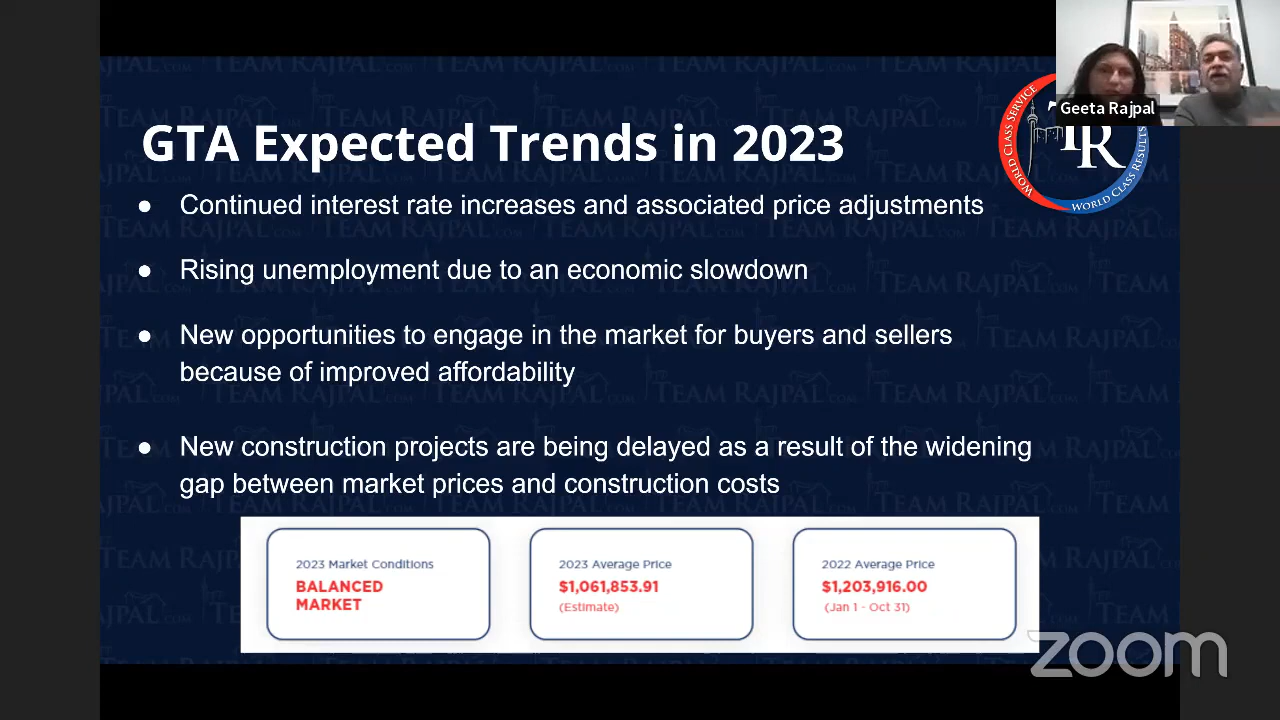 GTA Expected Trends in 2023
● Continued interest rate increases and associated price adjustments
● Rising unemployment due to an economic slowdown
● New opportunities to engage in the market for buyers and sellers
because of improved affordability
● New construction projects are being delayed as a result of the widening
gap between market prices and construction costs
2023 Market Conditions
BALANCED
MARKET
2023 Average Price
$1,061,853.91
(Estimate)
2022 Average Price
$1,203,916.00
(Jan 1 - Oct 31)
Geeta Rajpal
WORLD CLASS SERVICE
TR
WORLD CLASS RESULTS
zoom
TEAM RAJPAL.COM